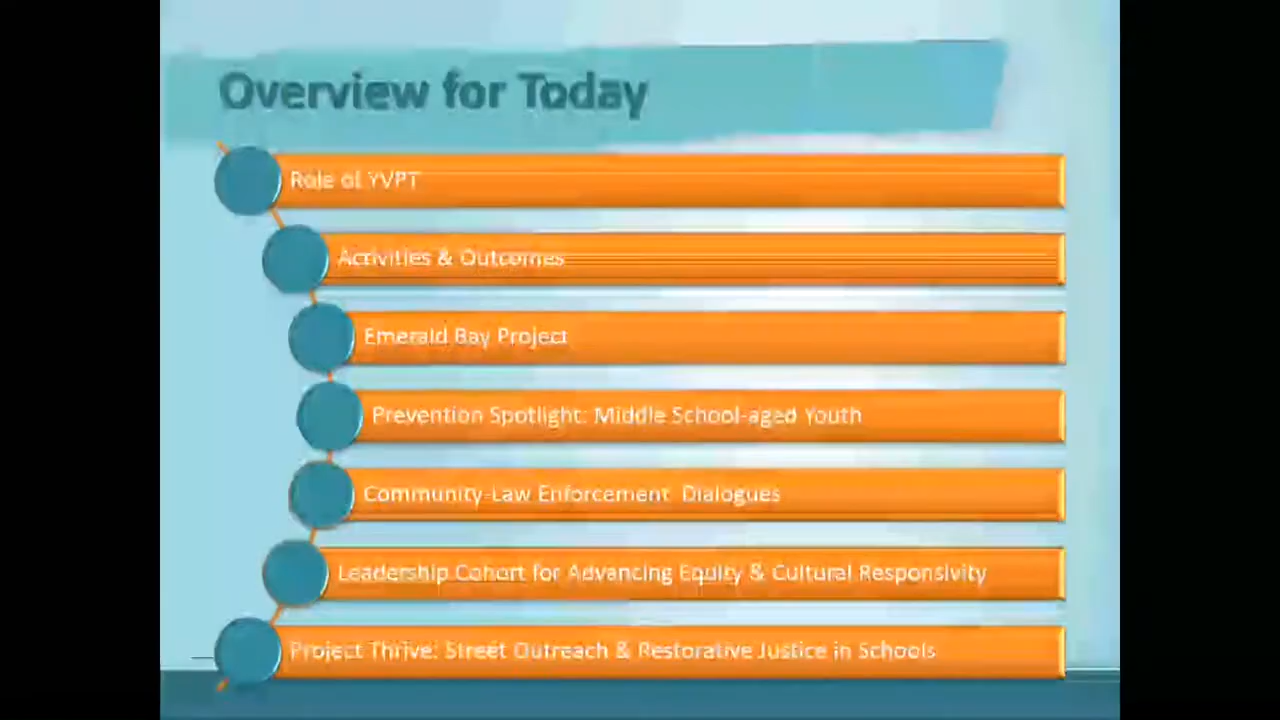 Overview for Today
Role of YVPT
Activities & Outcomes
Emerald Bay Project
Prevention Spotlight: Middle School-aged Youth
Community-Law Enforcement Dialogues
Leadership Cohort for Advancing Equity & Cultural Responsivity
Project Thrive: Street Outreach & Restorative Justice in Schools